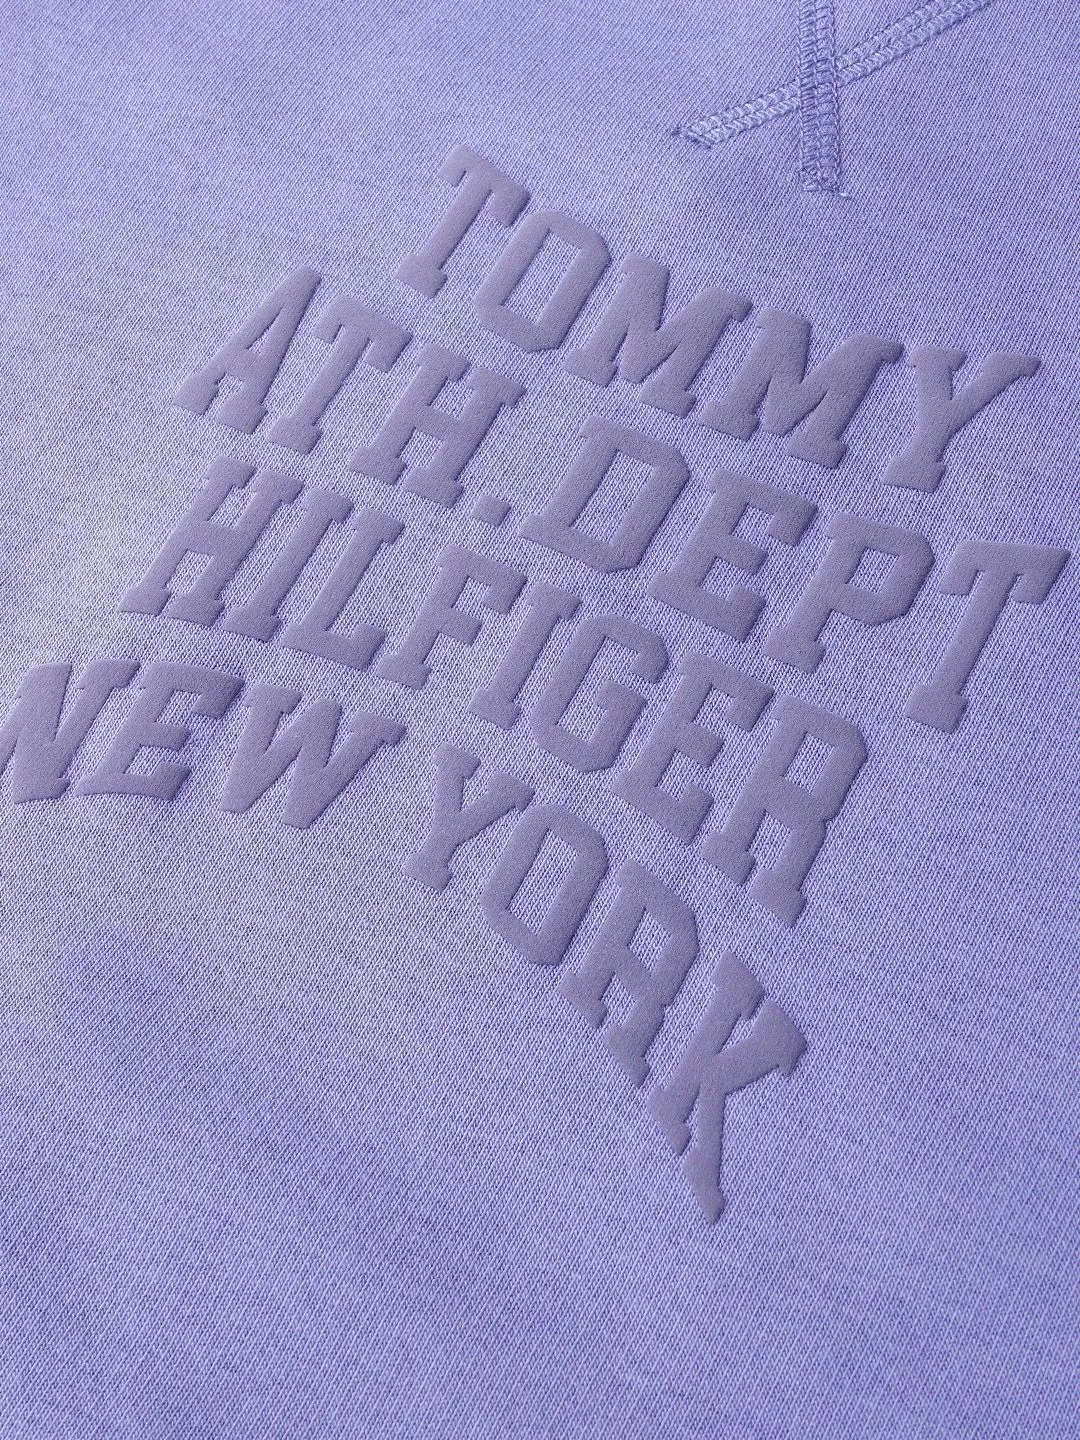 TOMMY
ATH.DEPT
HILFIGER
NEW YORK